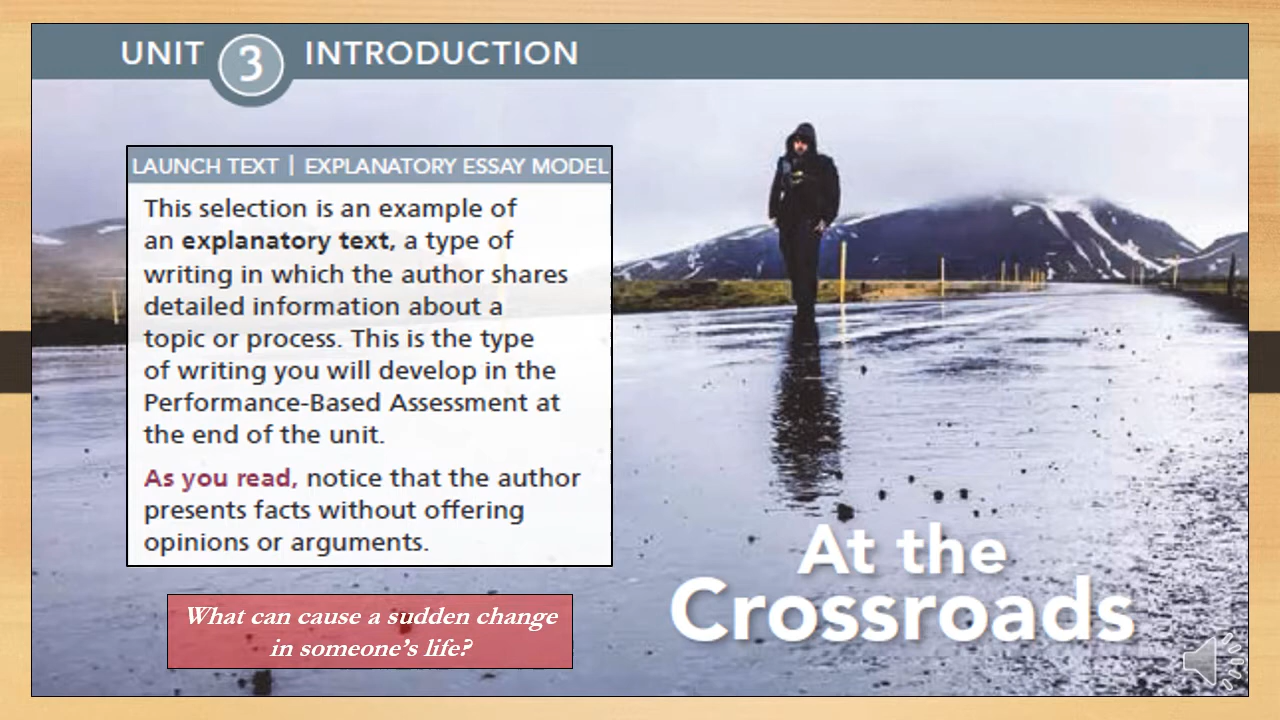 UNIT 3 INTRODUCTION
LAUNCH TEXT | EXPLANATORY ESSAY MODEL
This selection is an example of
an explanatory text, a type of
writing in which the author shares
detailed information about a
topic or process. This is the type
of writing you will develop in the
Performance-Based Assessment at
the end of the unit.
As you read, notice that the author
presents facts without offering
opinions or arguments.
What can cause a sudden change
in someone's life?
At the
Crossroads